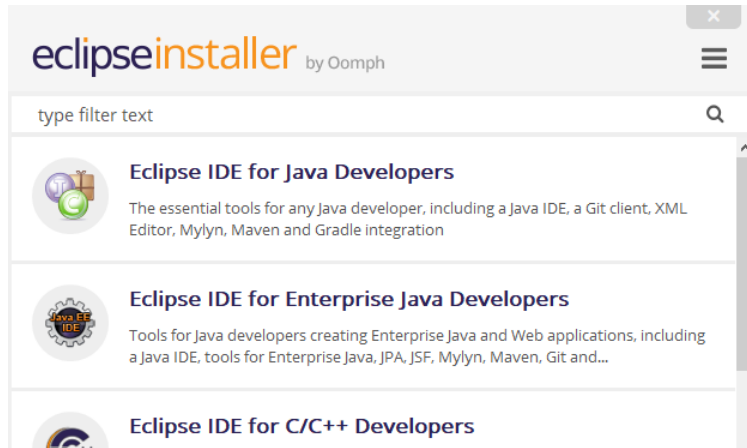 eclipseinstaller by Oomph
type filter text
Eclipse IDE for Java Developers
The essential tools for any Java developer, including a Java IDE, a Git client, XML
Editor, Mylyn, Maven and Gradle integration
Eclipse IDE for Enterprise Java Developers
Java EE
IDE
Tools for Java developers creating Enterprise Java and Web applications, including
a Java IDE, tools for Enterprise Java, JPA, JSF, Mylyn, Maven, Git and...
Eclipse IDE for C/C++ Developers